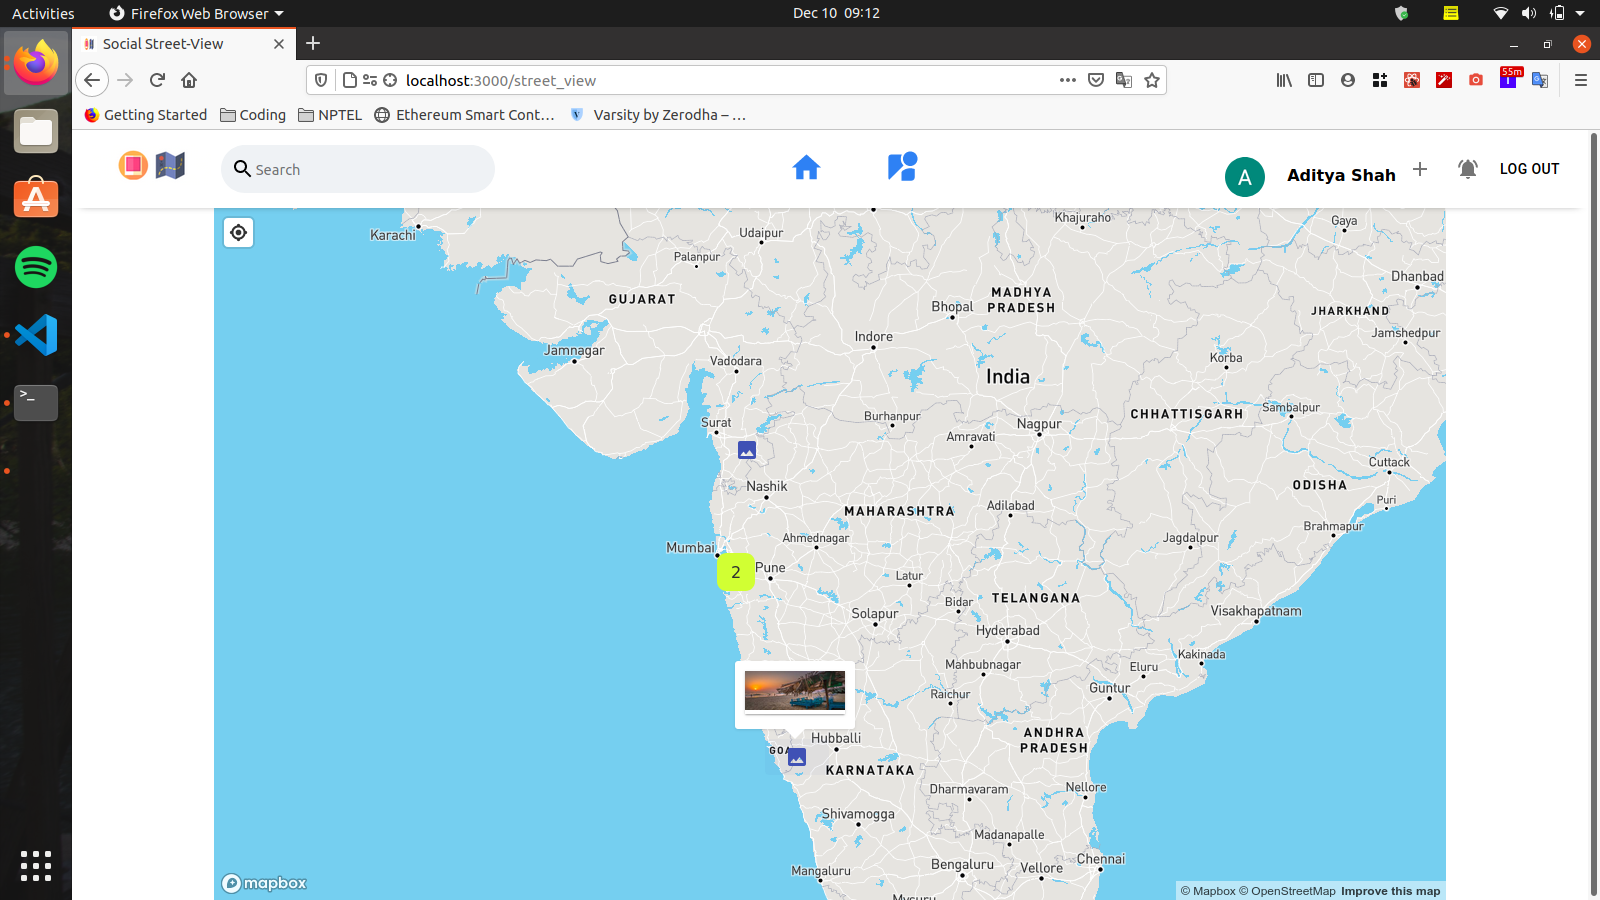 Activities
Firefox Web Browser
Dec 10 09:12
Social Street-View
localhost:3000/street_view
55m
Getting Started
Coding
NPTEL
Ethereum Smart Cont…
Varsity by Zerodha – …
Search
A
Aditya Shah
LOG OUT
Karachi
Udaipur
Khajuraho
Gaya
Palanpur
Dhanbad
GUJARAT
Bhopal
MADHYA
PRADESH
JHARKHAND
Jamshedpur
Indore
Jamnagar
Vadodara
Korba
India
Burhanpur
CHHATTISGARH
Sambalpur
Surat
Nagpur
Amravati
Cuttack
Nashik
ODISHA
Puri
MAHARASHTRA
Adilabad
Brahmapur
Ahmednagar
Jagdalpur
Mumbai
2
Pune
Latur
Bidar
TELANGANA
Solapur
Visakhapatnam
Hyderabad
Kakinada
Mahbubnagar
Eluru
Raichur
Guntur
Hubballi
ANDHRA
PRADESH
GOA
KARNATAKA
Dharmavaram
Nellore
Shivamogga
Madanapalle
Mangaluru
Bengaluru
Vellore
Chennai
Mysuru
mapbox
© Mapbox © OpenStreetMap Improve this map